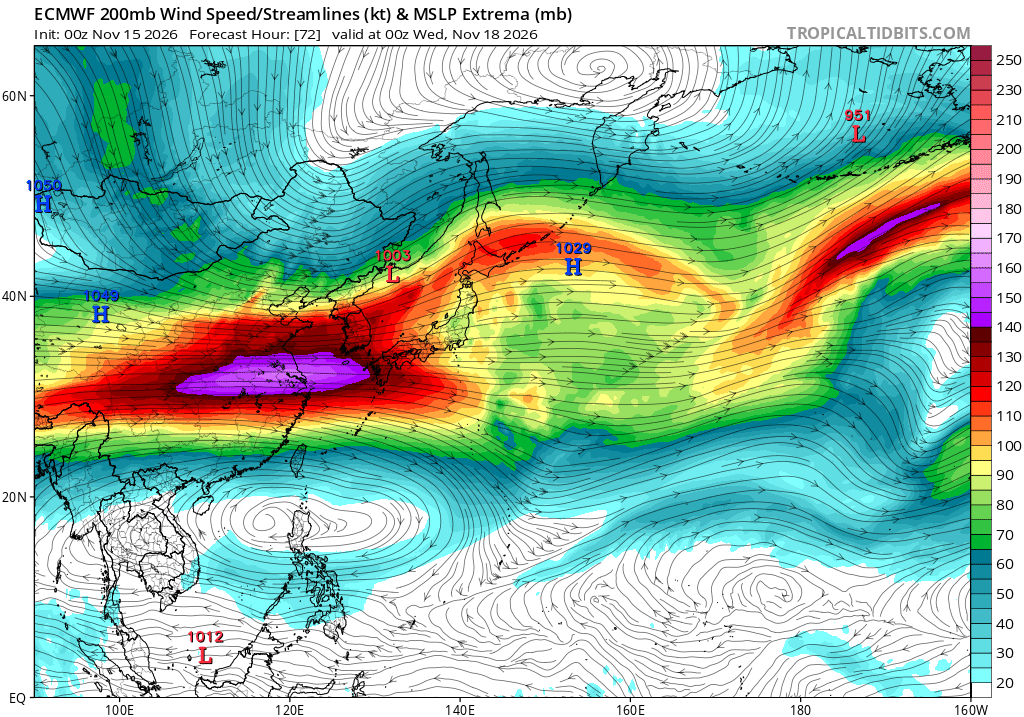 ECMWF 200mb Wind Speed/Streamlines (kt) & MSLP Extrema (mb)
Init: 00z Nov 15 2026 Forecast Hour: [72] valid at 00z Wed, Nov 18 2026
TROPICALTIDBITS.COM
60N
40N
20N
EQ
951
L
1050
H
1003
L
1029
H
1049
H
1012
L
100E
120E
140E
160E
180
160W
250
230
210
200
190
180
170
160
150
140
130
120
110
100
90
80
70
60
50
40
30
20